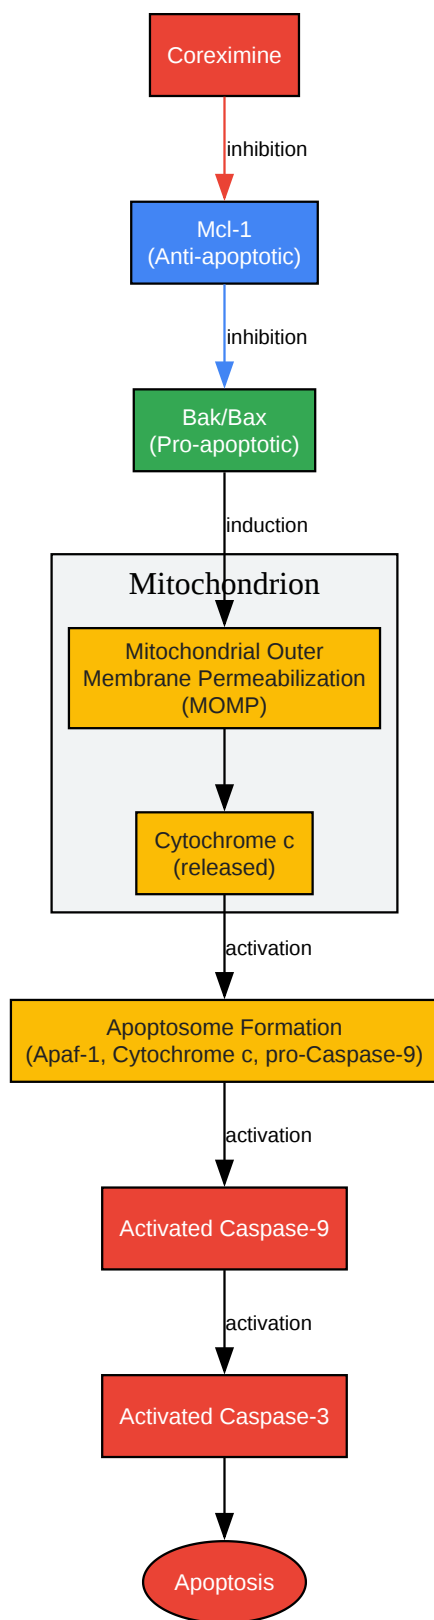 Coreximine
inhibition
Mcl-1
(Anti-apoptotic)
inhibition
Bak/Bax
(Pro-apoptotic)
induction
Mitochondrion
Mitochondrial Outer
Membrane Permeabilization
(MOMP)
Cytochrome c
(released)
activation
Apoptosome Formation
(Apaf-1, Cytochrome c, pro-Caspase-9)
activation
Activated Caspase-9
activation
Activated Caspase-3
Apoptosis